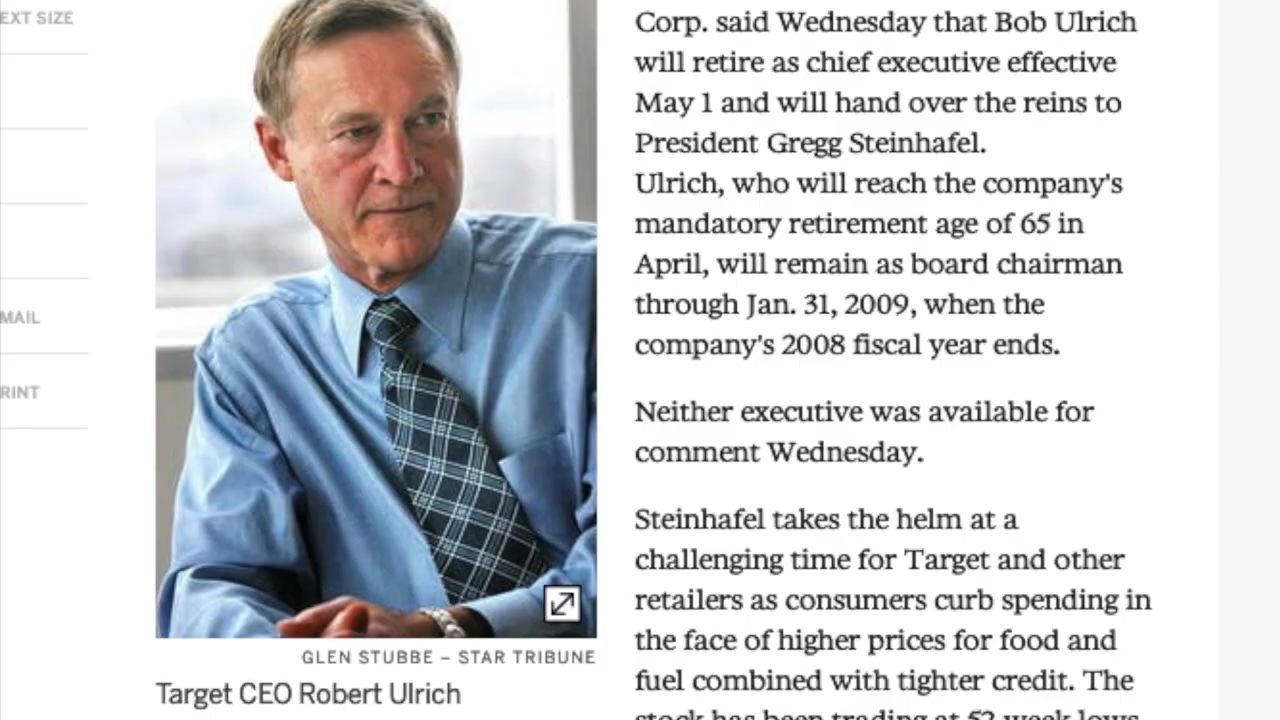 EXT SIZE
MAIL
RINT
GLEN STUBBE – STAR TRIBUNE
Target CEO Robert Ulrich
Corp. said Wednesday that Bob Ulrich
will retire as chief executive effective
May 1 and will hand over the reins to
President Gregg Steinhafel.
Ulrich, who will reach the company's
mandatory retirement age of 65 in
April, will remain as board chairman
through Jan. 31, 2009, when the
company's 2008 fiscal year ends.
Neither executive was available for
comment Wednesday.
Steinhafel takes the helm at a
challenging time for Target and other
retailers as consumers curb spending in
the face of higher prices for food and
fuel combined with tighter credit. The
stock has been trading at 52-week lows